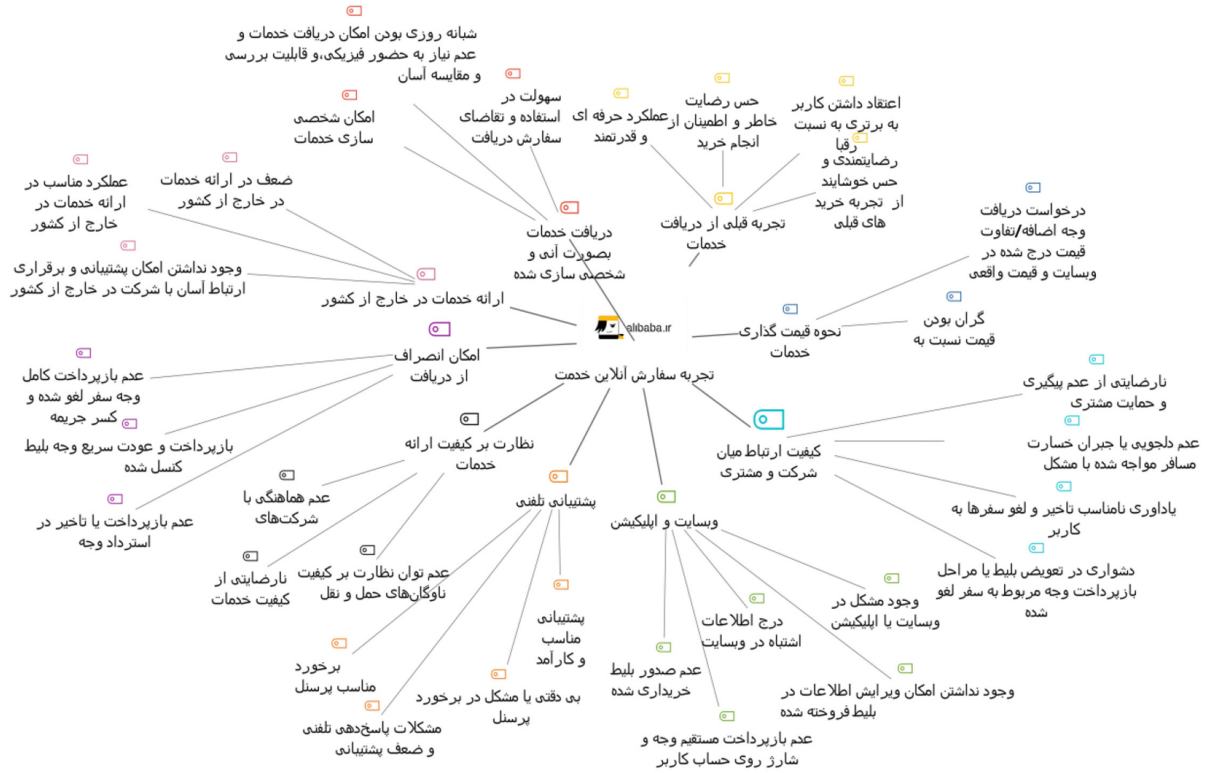 شبانه روزی بودن امکان دریافت خدمات و
عدم نیاز به حضور فیزیکی،و قابلیت بررسی
و مقایسه آسان
امکان شخصی
سازی خدمات
سهولت در
استفاده و تقاضای
سفارش دریافت
دریافت خدمات
بصورت آنی و
شخصی سازی شده
عملکرد حرفه ای
و قدرتمند
حس رضایت
خاطر و اطمینان از
انجام خرید
اعتقاد داشتن کاربر
به برتری به نسبت
رقبا
رضایتمندی و
حس خوشایند
از تجربه خرید
های قبلی
تجربه قبلی از دریافت
خدمات
درخواست دریافت
وجه اضافه/تفاوت
قیمت درج شده در
وبسایت و قیمت واقعی
گران بودن
قیمت نسبت به
نحوه قیمت گذاری
خدمات
ضعف در ارائه خدمات
در خارج از کشور
عملکرد مناسب در
ارائه خدمات در
خارج از کشور
وجود نداشتن امکان پشتیبانی و برقراری
ارتباط آسان با شرکت در خارج از کشور
ارائه خدمات در خارج از کشور
alibaba.ir
تجربه سفارش آنلاین خدمت
امکان انصراف
از دریافت
عدم بازپرداخت کامل
وجه سفر لغو شده و
کسر جریمه
بازپرداخت و عودت سریع وجه بلیط
کنسل شده
عدم بازپرداخت یا تاخیر در
استرداد وجه
نظارت بر کیفیت ارائه
خدمات
عدم هماهنگی با
شرکت‌های
نارضایتی از
کیفیت خدمات
عدم توان نظارت بر کیفیت
ناوگان‌های حمل و نقل
پشتیبانی تلفنی
برخورد
مناسب پرسنل
مشکلات پاسخ‌دهی تلفنی
و ضعف پشتیبانی
بی دقتی یا مشکل در برخورد
پرسنل
پشتیبانی
مناسب
و کارآمد
وبسایت و اپلیکیشن
عدم صدور بلیط
خریداری شده
عدم بازپرداخت مستقیم وجه و
شارژ روی حساب کاربر
درج اطلاعات
اشتباه در وبسایت
وجود نداشتن امکان ویرایش اطلاعات در
بلیط فروخته شده
وجود مشکل در
وبسایت یا اپلیکیشن
کیفیت ارتباط میان
شرکت و مشتری
نارضایتی از عدم پیگیری
و حمایت مشتری
عدم دلجویی یا جبران خسارت
مسافر مواجه شده با مشکل
یاداوری نامناسب تاخیر و لغو سفرها به
کاربر
دشواری در تعویض بلیط یا مراحل
بازپرداخت وجه مربوط به سفر لغو
شده